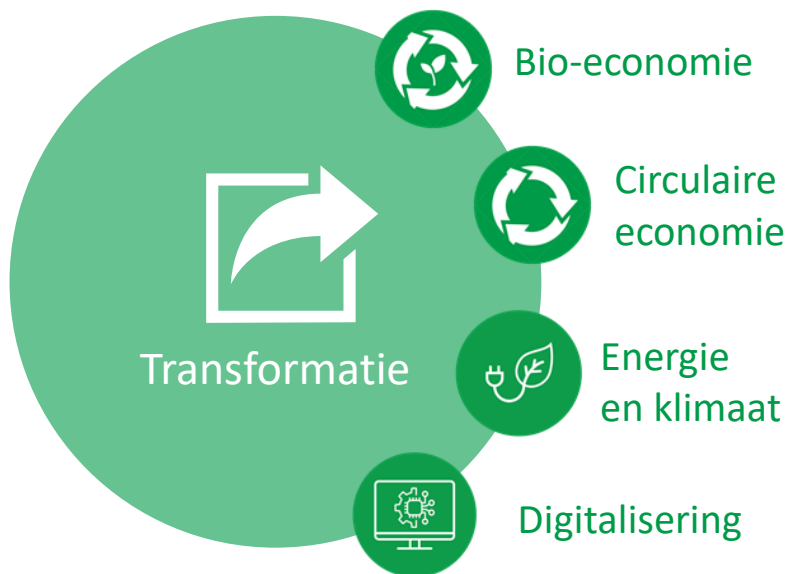 Bio-economie
Circulaire
economie
Transformatie
Energie
en klimaat
Digitalisering